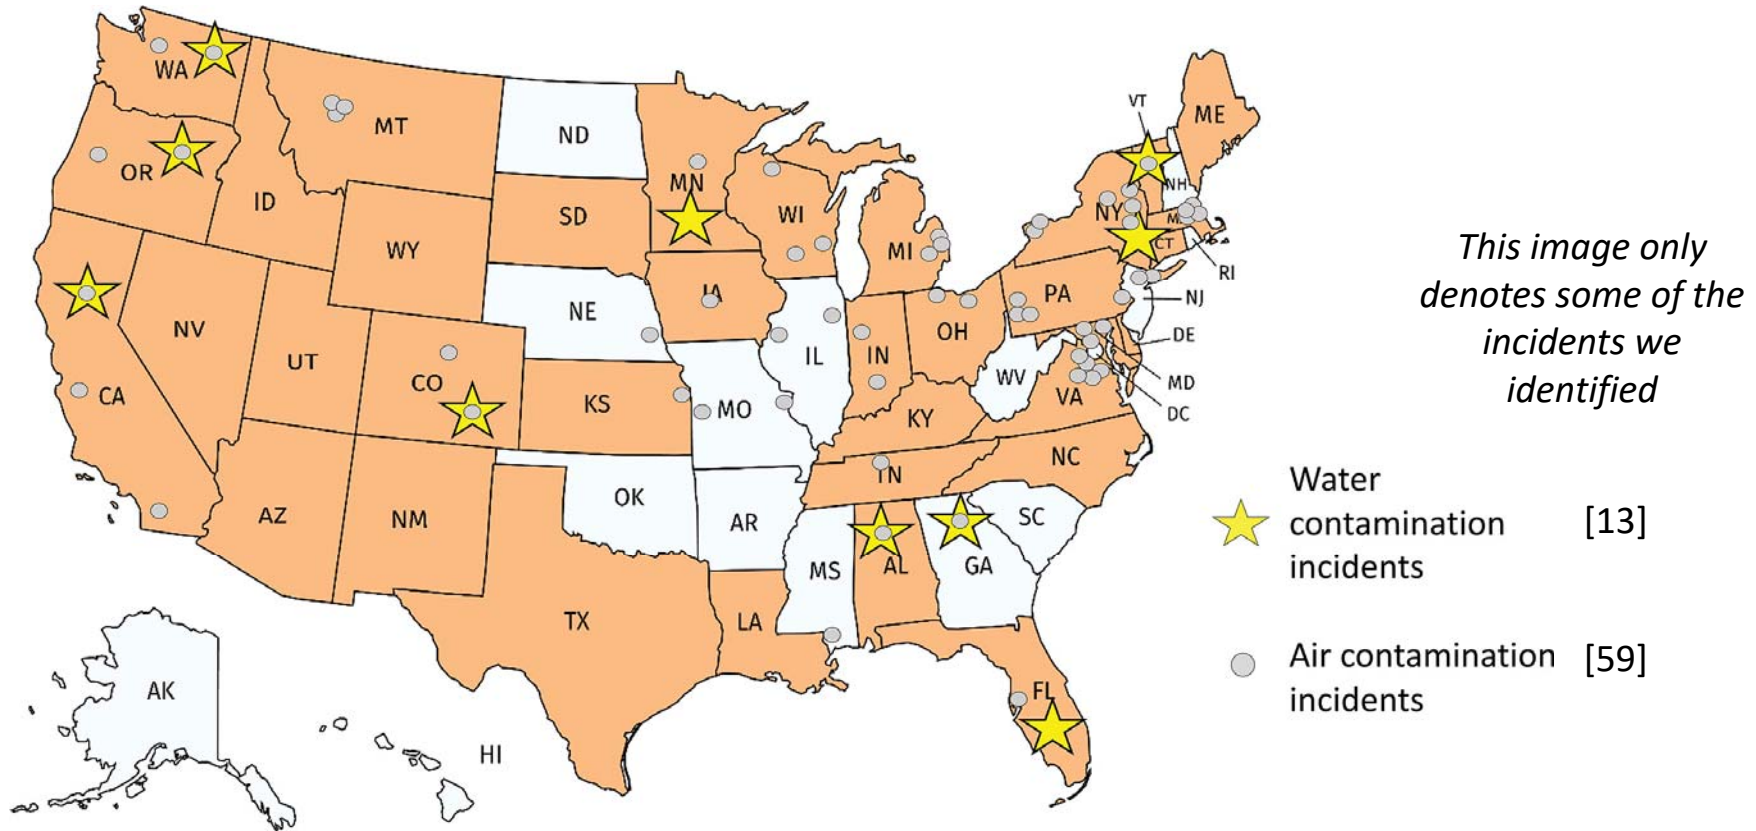 WA
MT
ND
MN
VT
ME
OR
ID
SD
WI
MI
NY
NH
M
CT
RI
WY
NE
IA
PA
NJ
NV
UT
CO
IL
IN
OH
DE
CA
KS
MO
WV
VA
MD
DC
KY
AZ
NM
OK
AR
TN
NC
SC
MS
AL
GA
TX
LA
FL
AK
HI
This image only
denotes some of the
incidents we
identified
Water
contamination [13]
incidents
Air contamination [59]
incidents